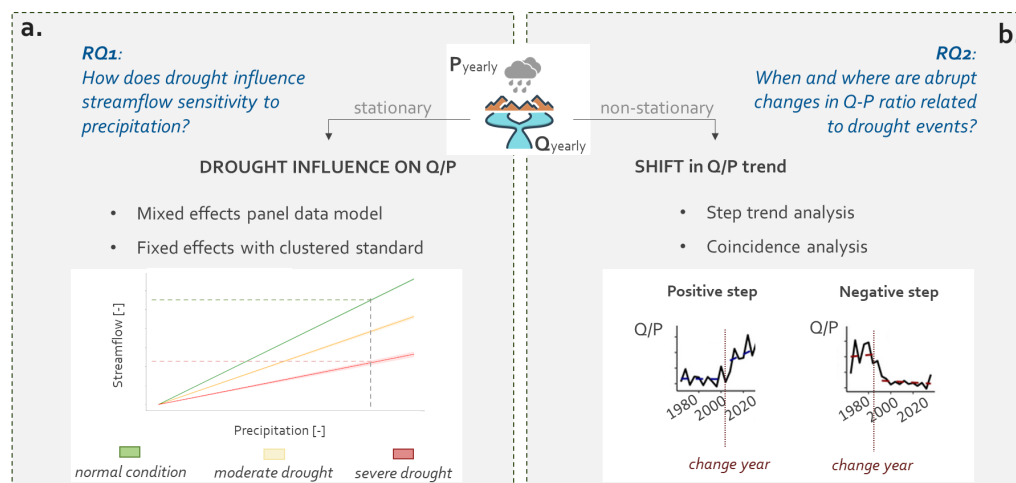 a.
RQ1:
How does drought influence
streamflow sensitivity to
precipitation?
stationary
DROUGHT INFLUENCE ON Q/P
• Mixed effects panel data model
• Fixed effects with clustered standard
Streamflow [-]
Precipitation [-]
normal condition
moderate drought
severe drought
Pyearly
Qyearly
b.
RQ2:
When and where are abrupt
changes in Q-P ratio related
to drought events?
non-stationary
SHIFT in Q/P trend
• Step trend analysis
• Coincidence analysis
Positive step
Q/P
1980 2000 2020
change year
Negative step
Q/P
1980 2000 2020
change year